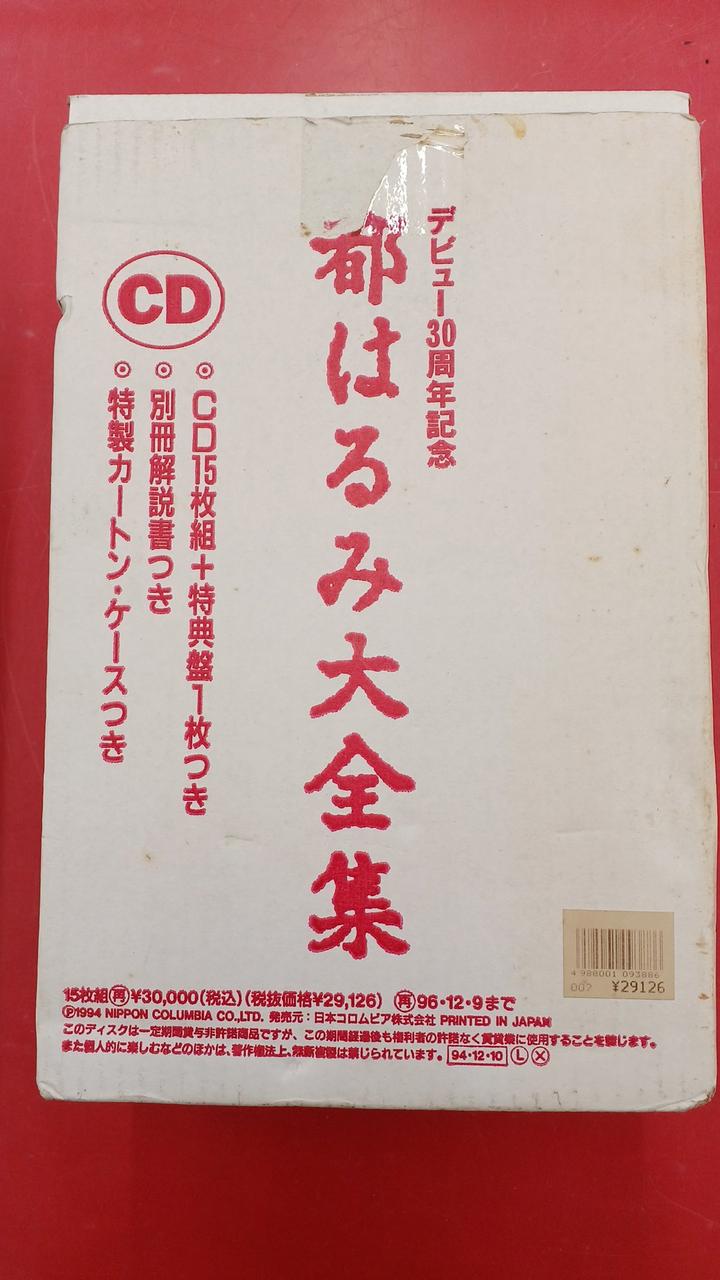 デビュー30周年記念
都はるみ大全集
CD
◎CD15枚組+特典盤1枚つき
◎別冊解説書つき
◎特製カートン・ケースつき
4 988001 093886
00? ¥29126
15枚組㊢¥30,000(税込)(税抜価格¥29,126) 再96・12・9まで
Ⓟ1994 NIPPON COLUMBIA CO.,LTD. 発売元:日本コロムビア株式会社 PRINTED IN JAPAN
このディスクは一定期間貸与非許諾商品ですが、この期間経過後も権利者の許諾なく賃貸業に使用することを禁じます。
また個人的に楽しむなどのほかは、著作権法上、無断複製は禁じられています。 94・12・10 Ⓛ Ⓧ